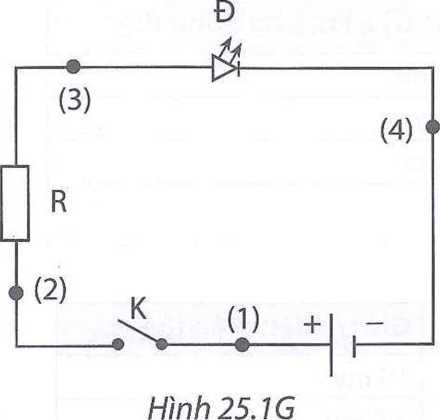 Đ
(3)
(4)
R
(2)
K
(1)
+
−
Hình 25.1G